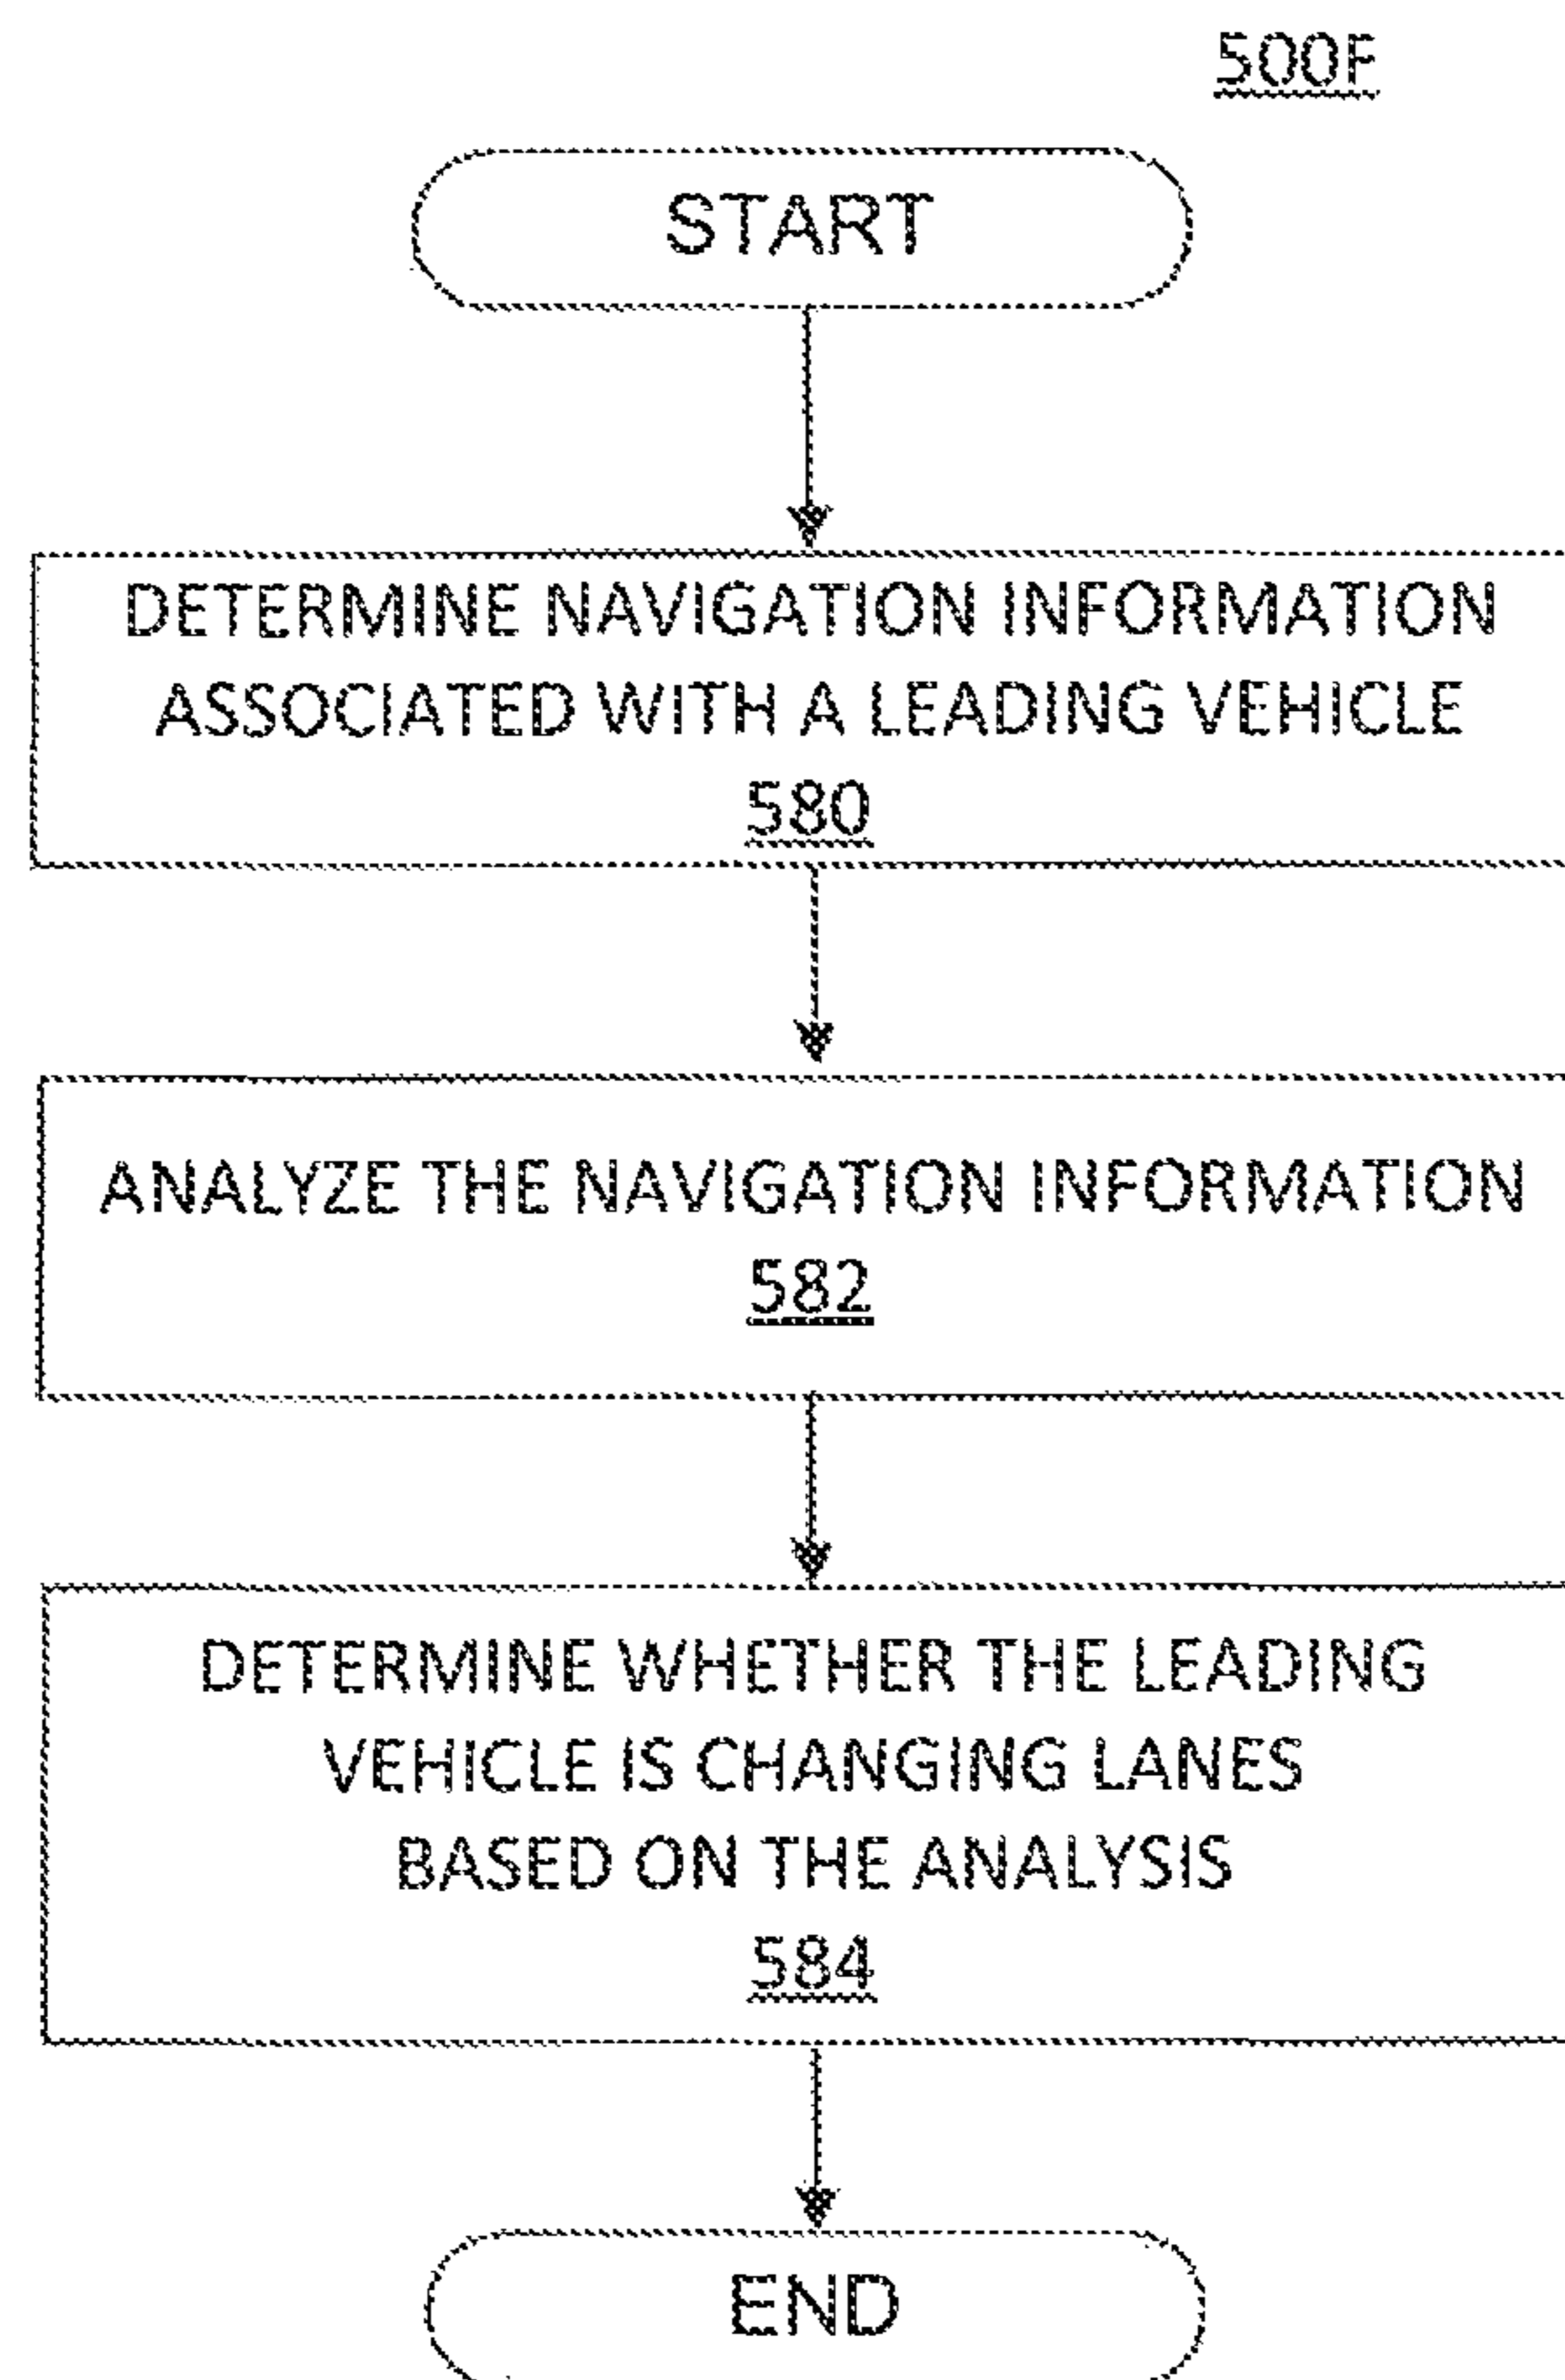 500F
START
DETERMINE NAVIGATION INFORMATION
ASSOCIATED WITH A LEADING VEHICLE
580
ANALYZE THE NAVIGATION INFORMATION
582
DETERMINE WHETHER THE LEADING
VEHICLE IS CHANGING LANES
BASED ON THE ANALYSIS
584
END